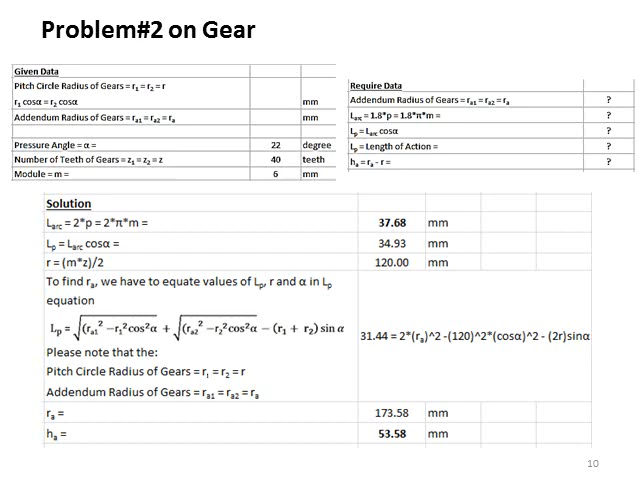 Problem#2 on Gear
Given Data
Pitch Circle Radius of Gears = r₁ = r₂ = r
r₁ cosα = r₂ cosα mm
Addendum Radius of Gears = rₐ₁ = rₐ₂ = rₐ mm
Pressure Angle = α = 22 degree
Number of Teeth of Gears = z₁ = z₂ = z 40 teeth
Module = m = 6 mm
Require Data
Addendum Radius of Gears = rₐ₁ = rₐ₂ = rₐ ?
Lₐᵣc = 1.8*p = 1.8*π*m = ?
Lₚ = Lₐᵣc cosα ?
Lₚ = Length of Action = ?
hₐ = rₐ - r = ?
Solution
Lₐᵣc = 2*p = 2*π*m = 37.68 mm
Lₚ = Lₐᵣc cosα = 34.93 mm
r = (m*z)/2 120.00 mm
To find rₐ, we have to equate values of Lₚ, r and α in Lₚ
equation
Lₚ = √((rₐ₁² −r₁²cos²α + √((rₐ₂² −r₂²cos²α − (r₁ + r₂) sin α 31.44 = 2*(rₐ)^2 -(120)^2*(cosα)^2 - (2r)sinα
Please note that the:
Pitch Circle Radius of Gears = r₁ = r₂ = r
Addendum Radius of Gears = rₐ₁ = rₐ₂ = rₐ
rₐ = 173.58 mm
hₐ = 53.58 mm
10